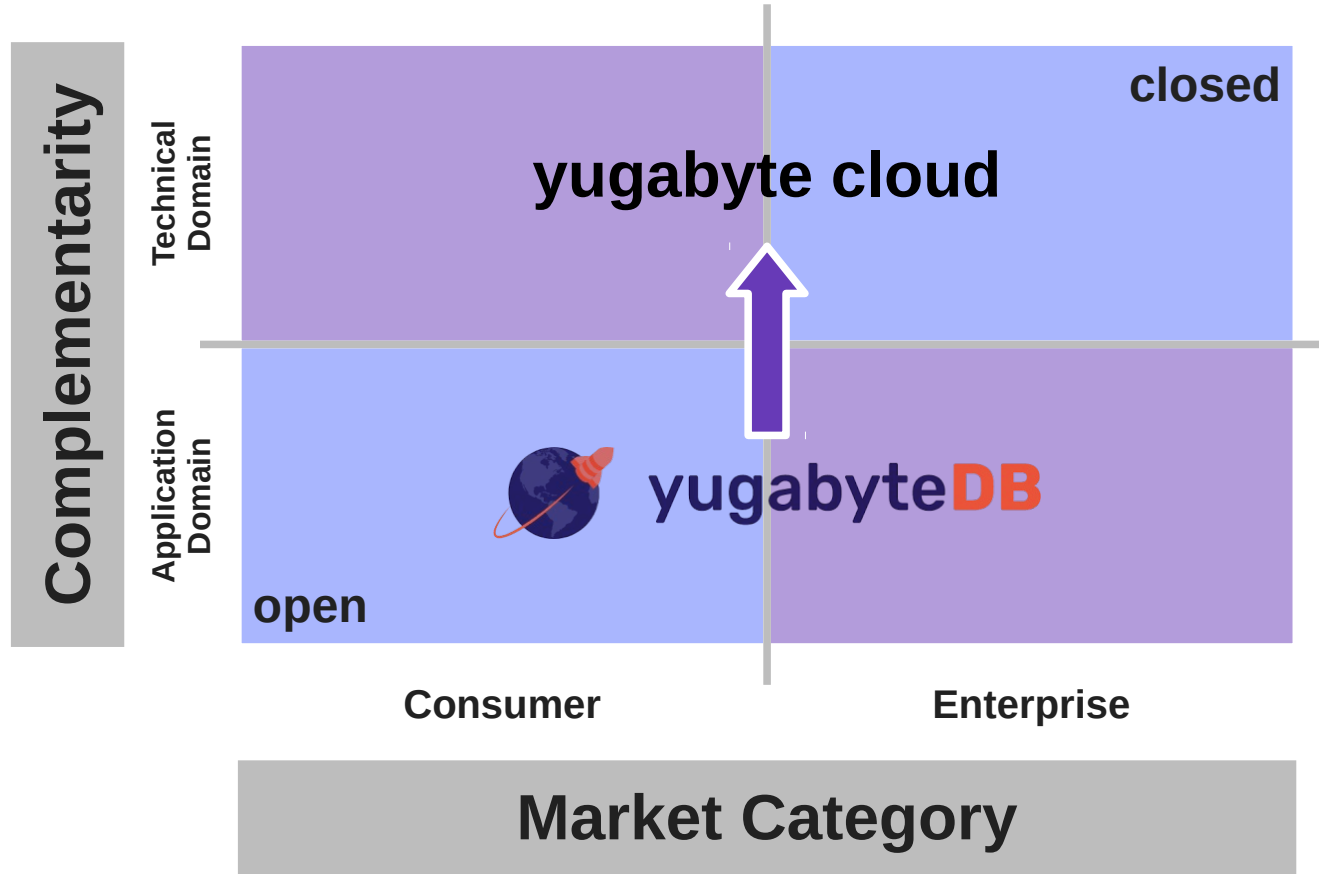 closed
Complementarity
Technical
Domain
yugabyte cloud
Application
Domain
yugabyteDB
open
Consumer
Enterprise
Market Category